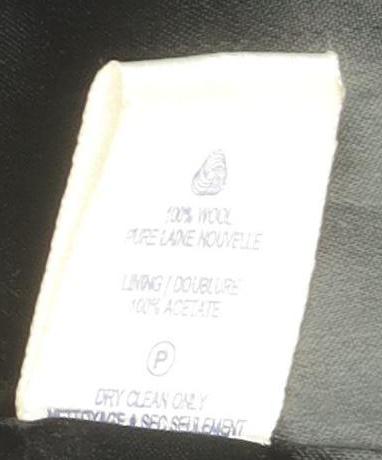 100% WOOL
PURE LAINE NOUVELLE
LINING / DOUBLURE
100% ACETATE
P
DRY CLEAN ONLY
NETTOYAGE A SEC SEULEMENT